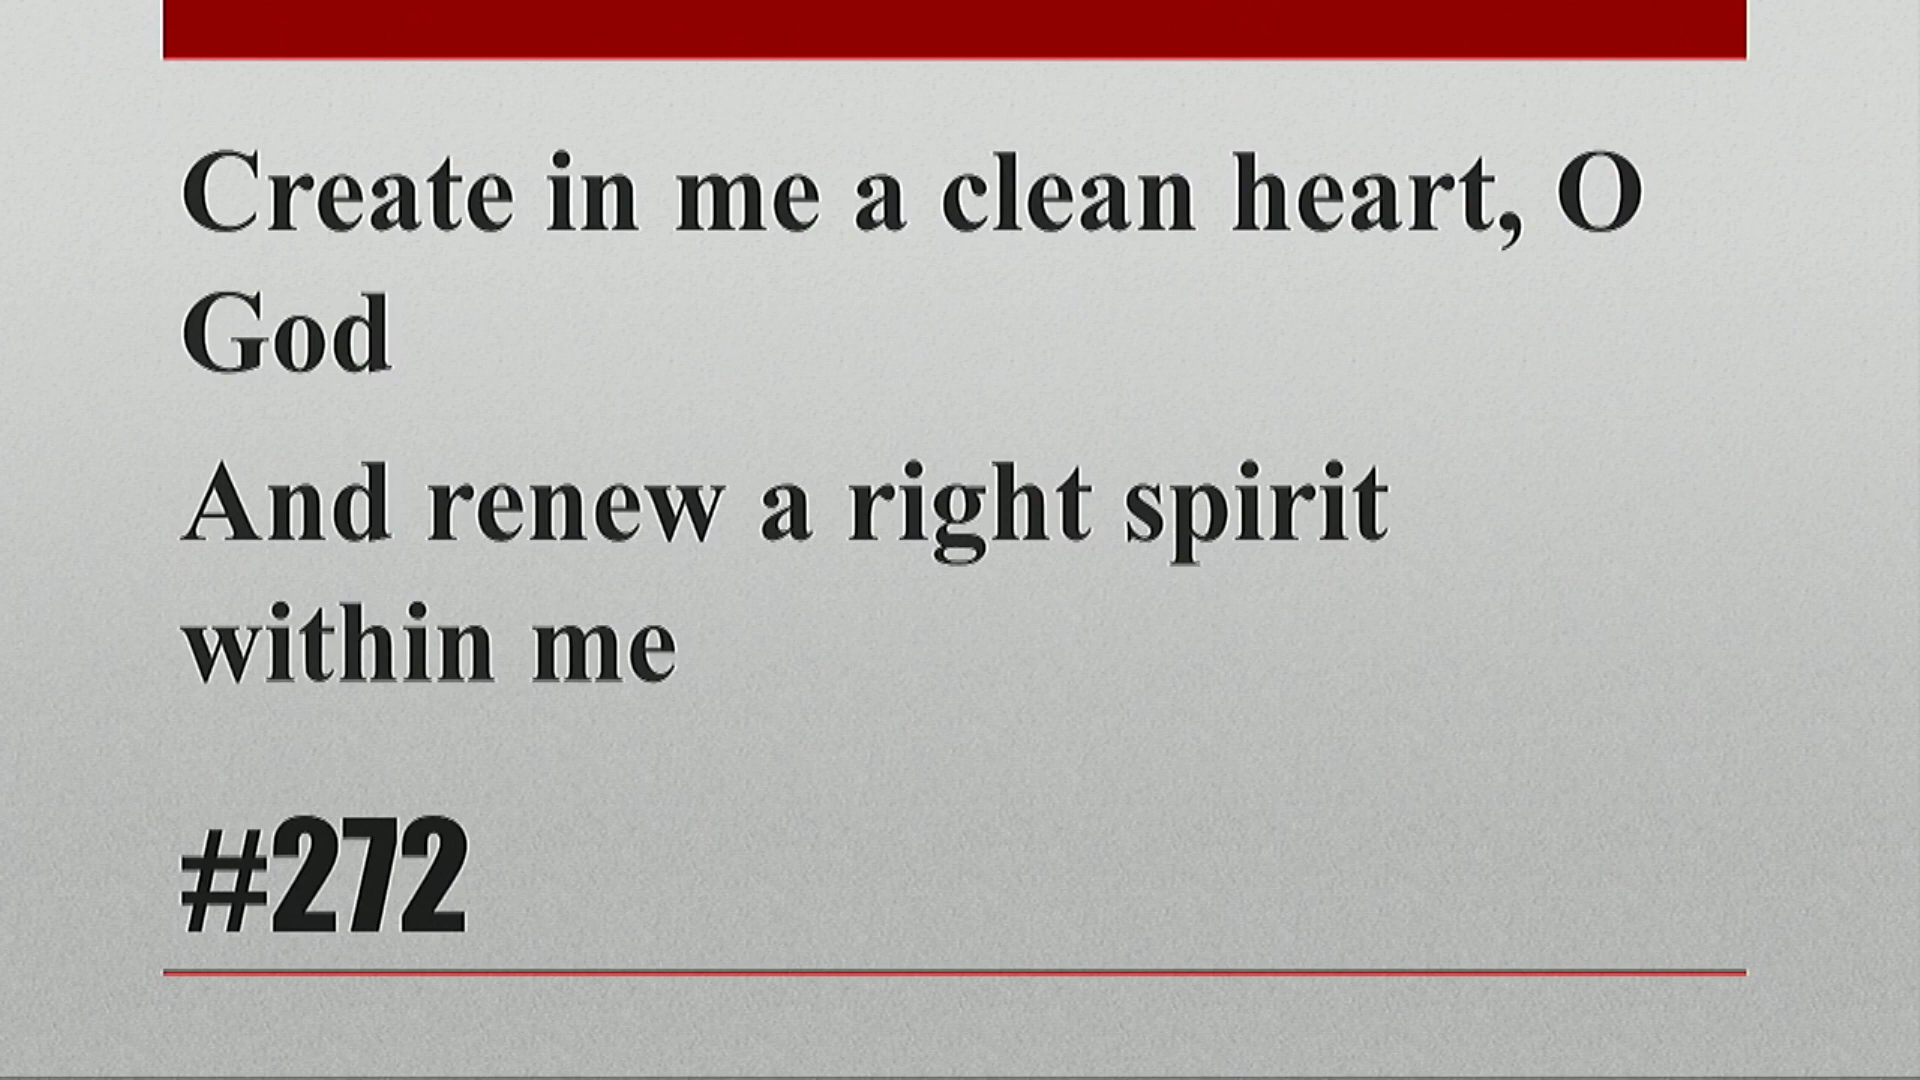 Create in me a clean heart, O
God
And renew a right spirit
within me
#272